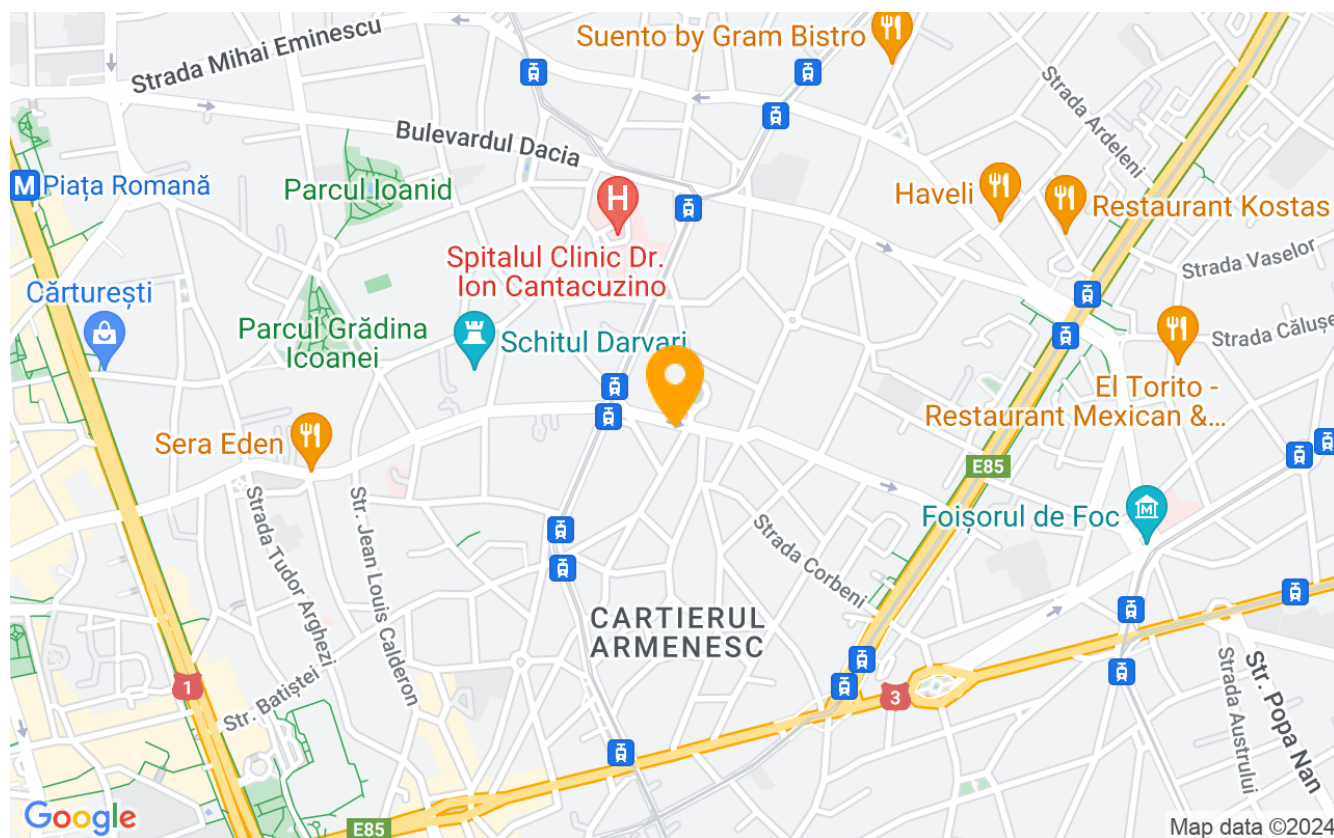 Suento by Gram Bistro
Strada Mihai Eminescu
Strada Ardeleni
Bulevardul Dacia
M
Piața Romană
Parcul Ioanid
H
Haveli
Restaurant Kostas
Spitalul Clinic Dr.
Ion Cantacuzino
Strada Vaselor
Cărturești
Parcul Grădina
Icoanei
Schitul Darvari
Strada Călușe
El Torito -
Restaurant Mexican &...
Sera Eden
E85
M
Foișorul de Foc
Strada Tudor Arghezi
Str. Jean Louis Calderon
Strada Corbeni
CARTIERUL
ARMENESC
1
3
Str. Batiștei
Str. Popa Nan
Strada Austrului
Google
E85
Map data ©2024